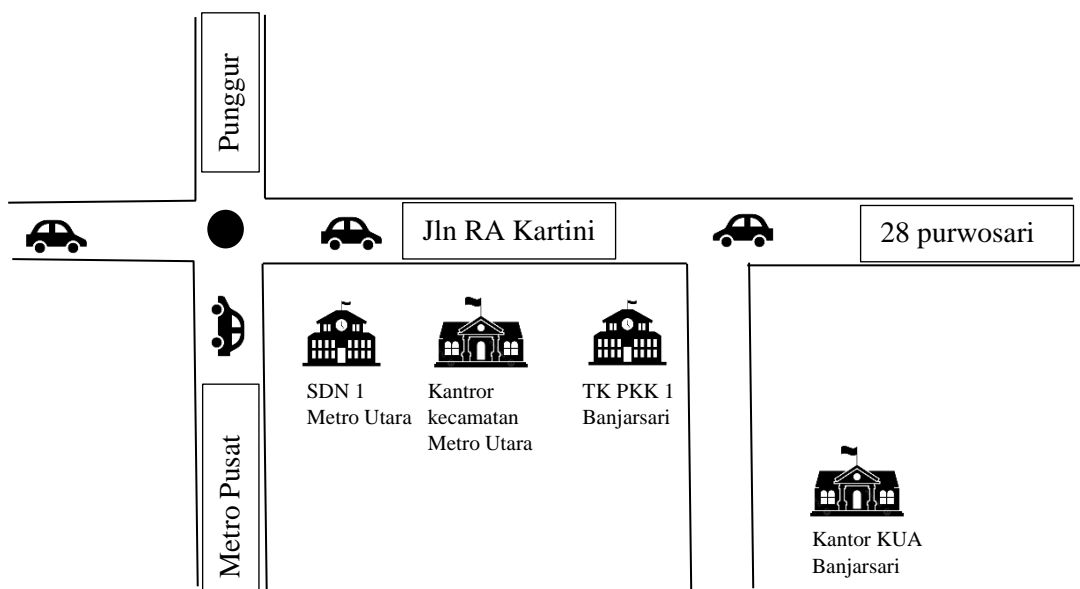 Punggur
Jln RA Kartini
28 purwosari
SDN 1
Metro Utara
Kantror
kecamatan
Metro Utara
TK PKK 1
Banjarsari
Metro Pusat
Kantor KUA
Banjarsari